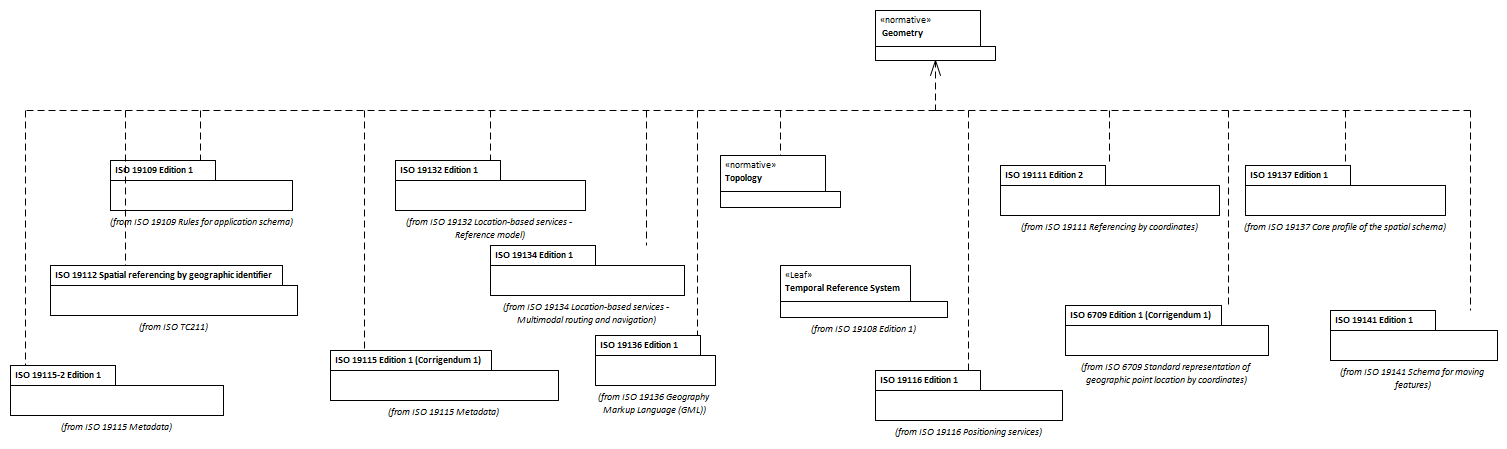 «normative»
Geometry
ISO 19109 Edition 1
(from ISO 19109 Rules for application schema)
ISO 19132 Edition 1
(from ISO 19132 Location-based services -
Reference model)
«normative»
Topology
ISO 19111 Edition 2
(from ISO 19111 Referencing by coordinates)
ISO 19137 Edition 1
(from ISO 19137 Core profile of the spatial schema)
ISO 19112 Spatial referencing by geographic identifier
(from ISO TC211)
ISO 19134 Edition 1
(from ISO 19134 Location-based services -
Multimodal routing and navigation)
«Leaf»
Temporal Reference System
(from ISO 19108 Edition 1)
ISO 6709 Edition 1 (Corrigendum 1)
(from ISO 6709 Standard representation of
geographic point location by coordinates)
ISO 19141 Edition 1
(from ISO 19141 Schema for moving
features)
ISO 19115-2 Edition 1
(from ISO 19115 Metadata)
ISO 19115 Edition 1 (Corrigendum 1)
(from ISO 19115 Metadata)
ISO 19136 Edition 1
(from ISO 19136 Geography
Markup Language (GML))
ISO 19116 Edition 1
(from ISO 19116 Positioning services)